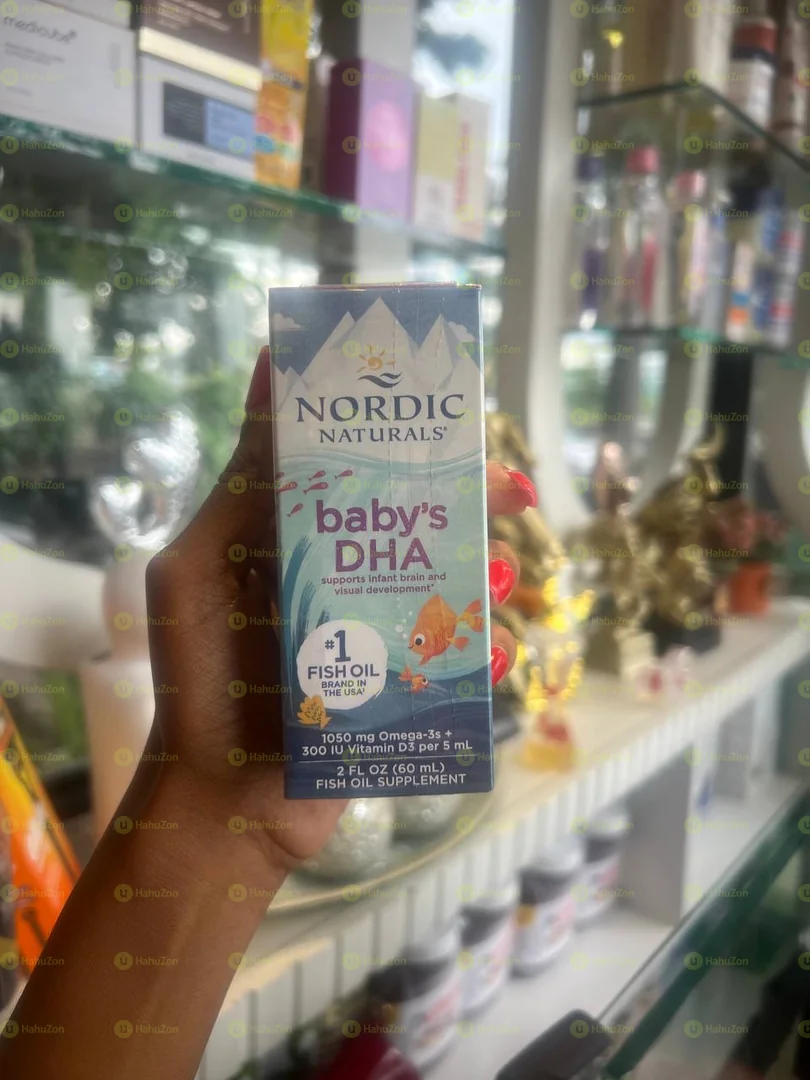 NORDIC
NATURALS®
baby's
DHA
supports infant brain and
visual development*
#1
FISH OIL
BRAND IN
THE USA†
1050 mg Omega-3s +
300 IU Vitamin D3 per 5 mL
2 FL OZ (60 mL)
FISH OIL SUPPLEMENT
HahuZon